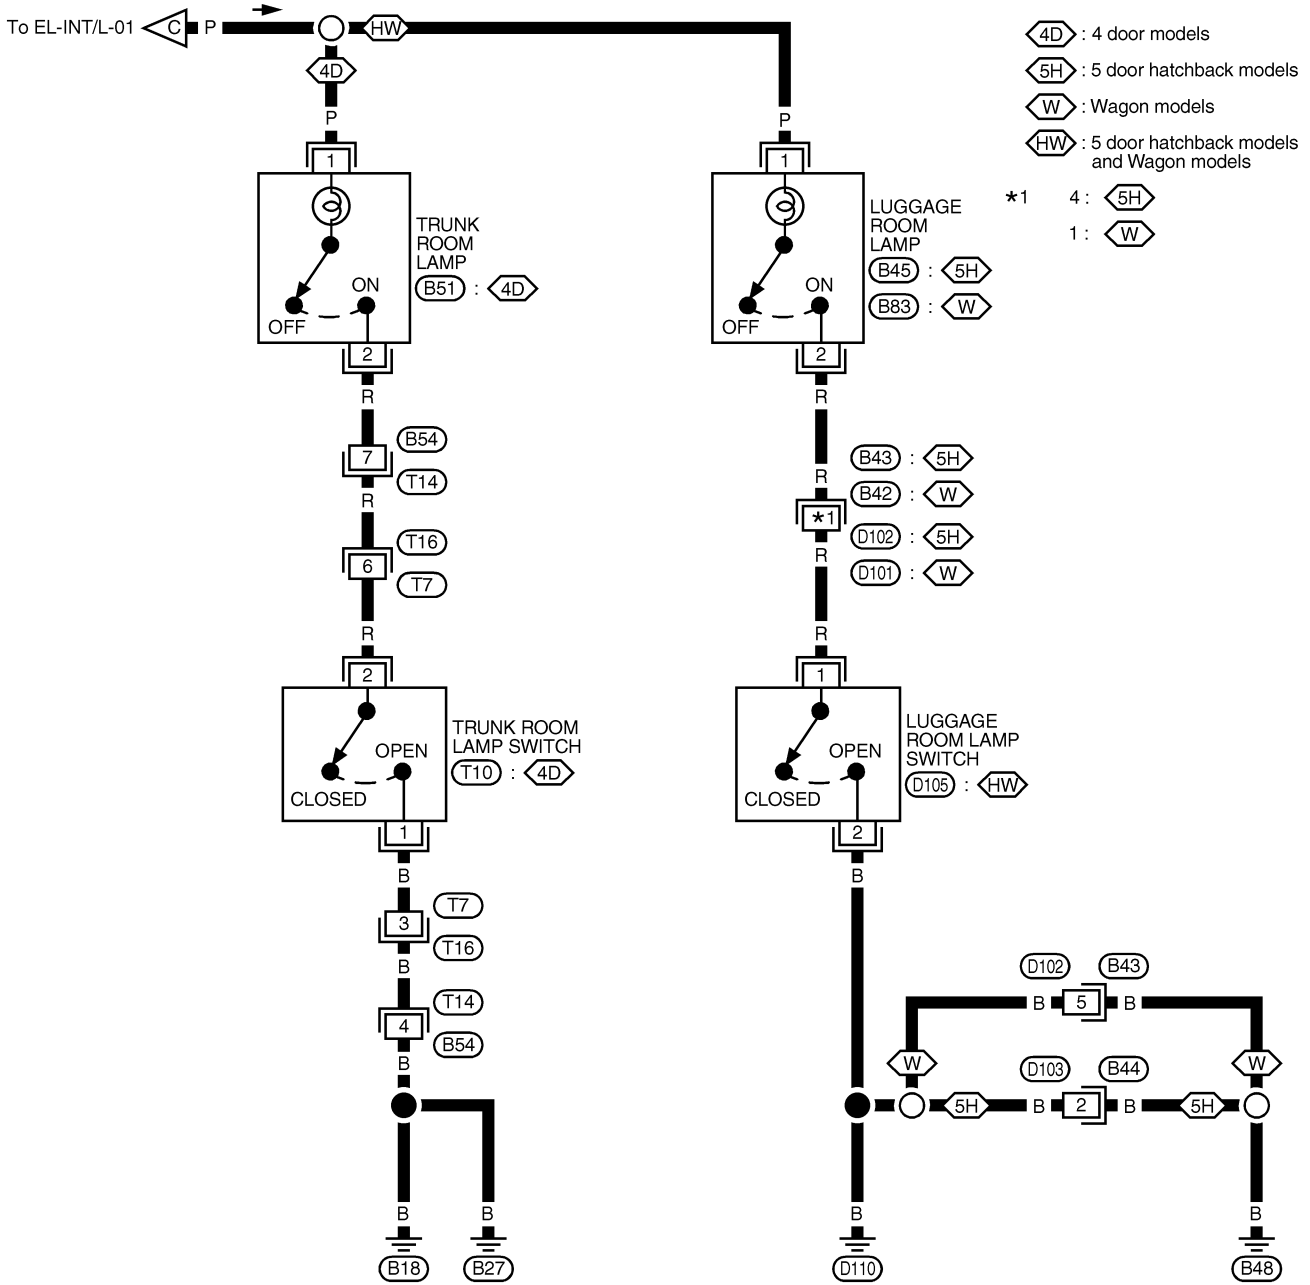 To EL-INT/L-01 C P HW
4D
P
1
TRUNK
ROOM
LAMP
B51 : 4D
ON
OFF
2
R
7
B54
T14
R
6
T16
T7
R
2
TRUNK ROOM
LAMP SWITCH
T10 : 4D
OPEN
CLOSED
1
B
3
T7
T16
B
4
T14
B54
B
B
B
B18
B27
P
1
LUGGAGE
ROOM
LAMP
B45 : 5H
B83 : W
ON
OFF
2
R
R
*1
B43 : 5H
B42 : W
D102 : 5H
D101 : W
R
R
1
LUGGAGE
ROOM LAMP
SWITCH
D105 : HW
OPEN
CLOSED
2
B
D102 B43
B 5 B
W W
D103 B44
5H B 2 B 5H
B
B
D110
B48
4D : 4 door models
5H : 5 door hatchback models
W : Wagon models
HW : 5 door hatchback models
and Wagon models
*1 4 : 5H
1 : W